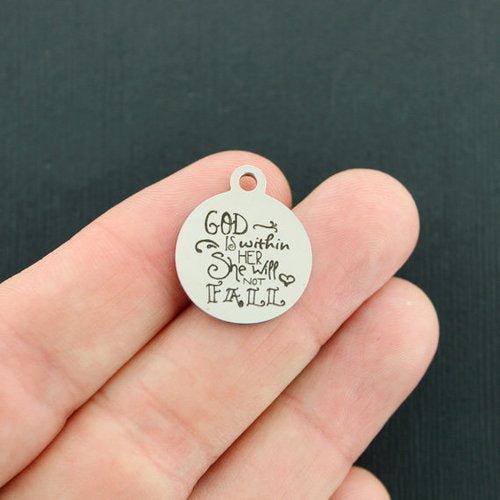 GOD
IS within
HER
She will
NOT
FALL